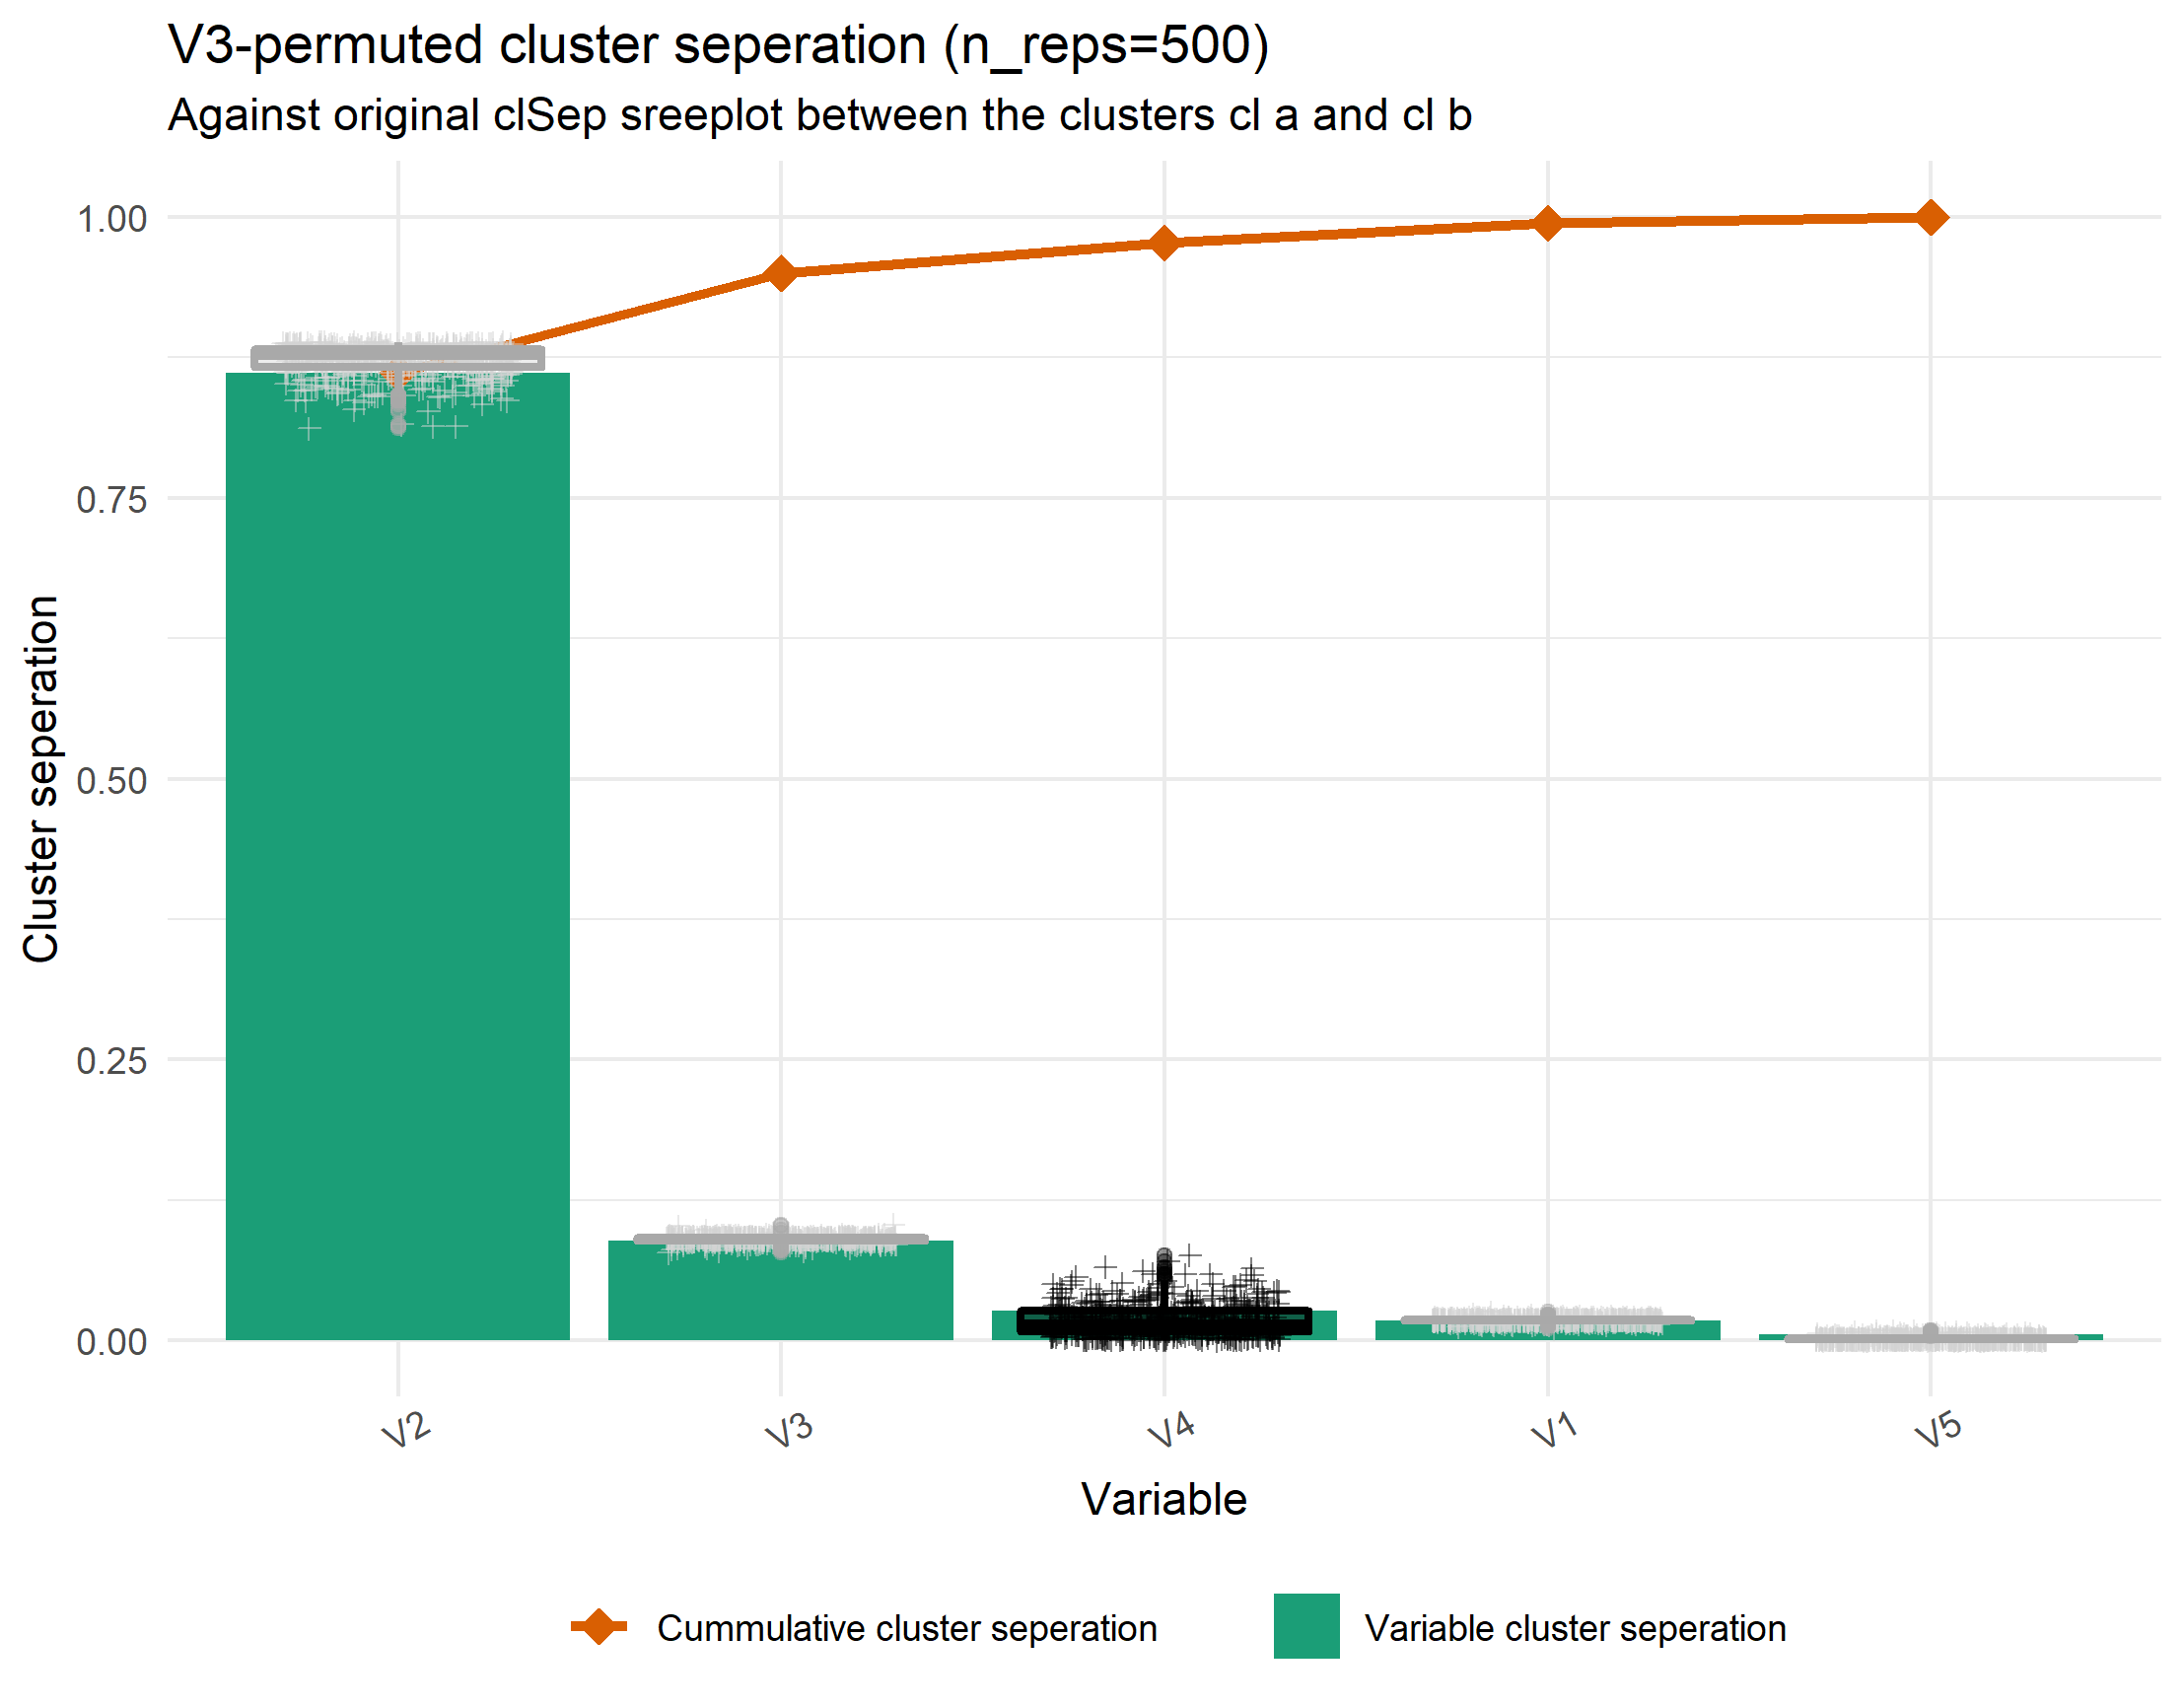 V3-permuted cluster seperation (n_reps=500)
Against original clSep sreeplot between the clusters cl a and cl b
1.00
0.75
0.50
0.25
0.00
Cluster seperation
V2
V3
V4
V1
V5
Variable
Cummulative cluster seperation
Variable cluster seperation